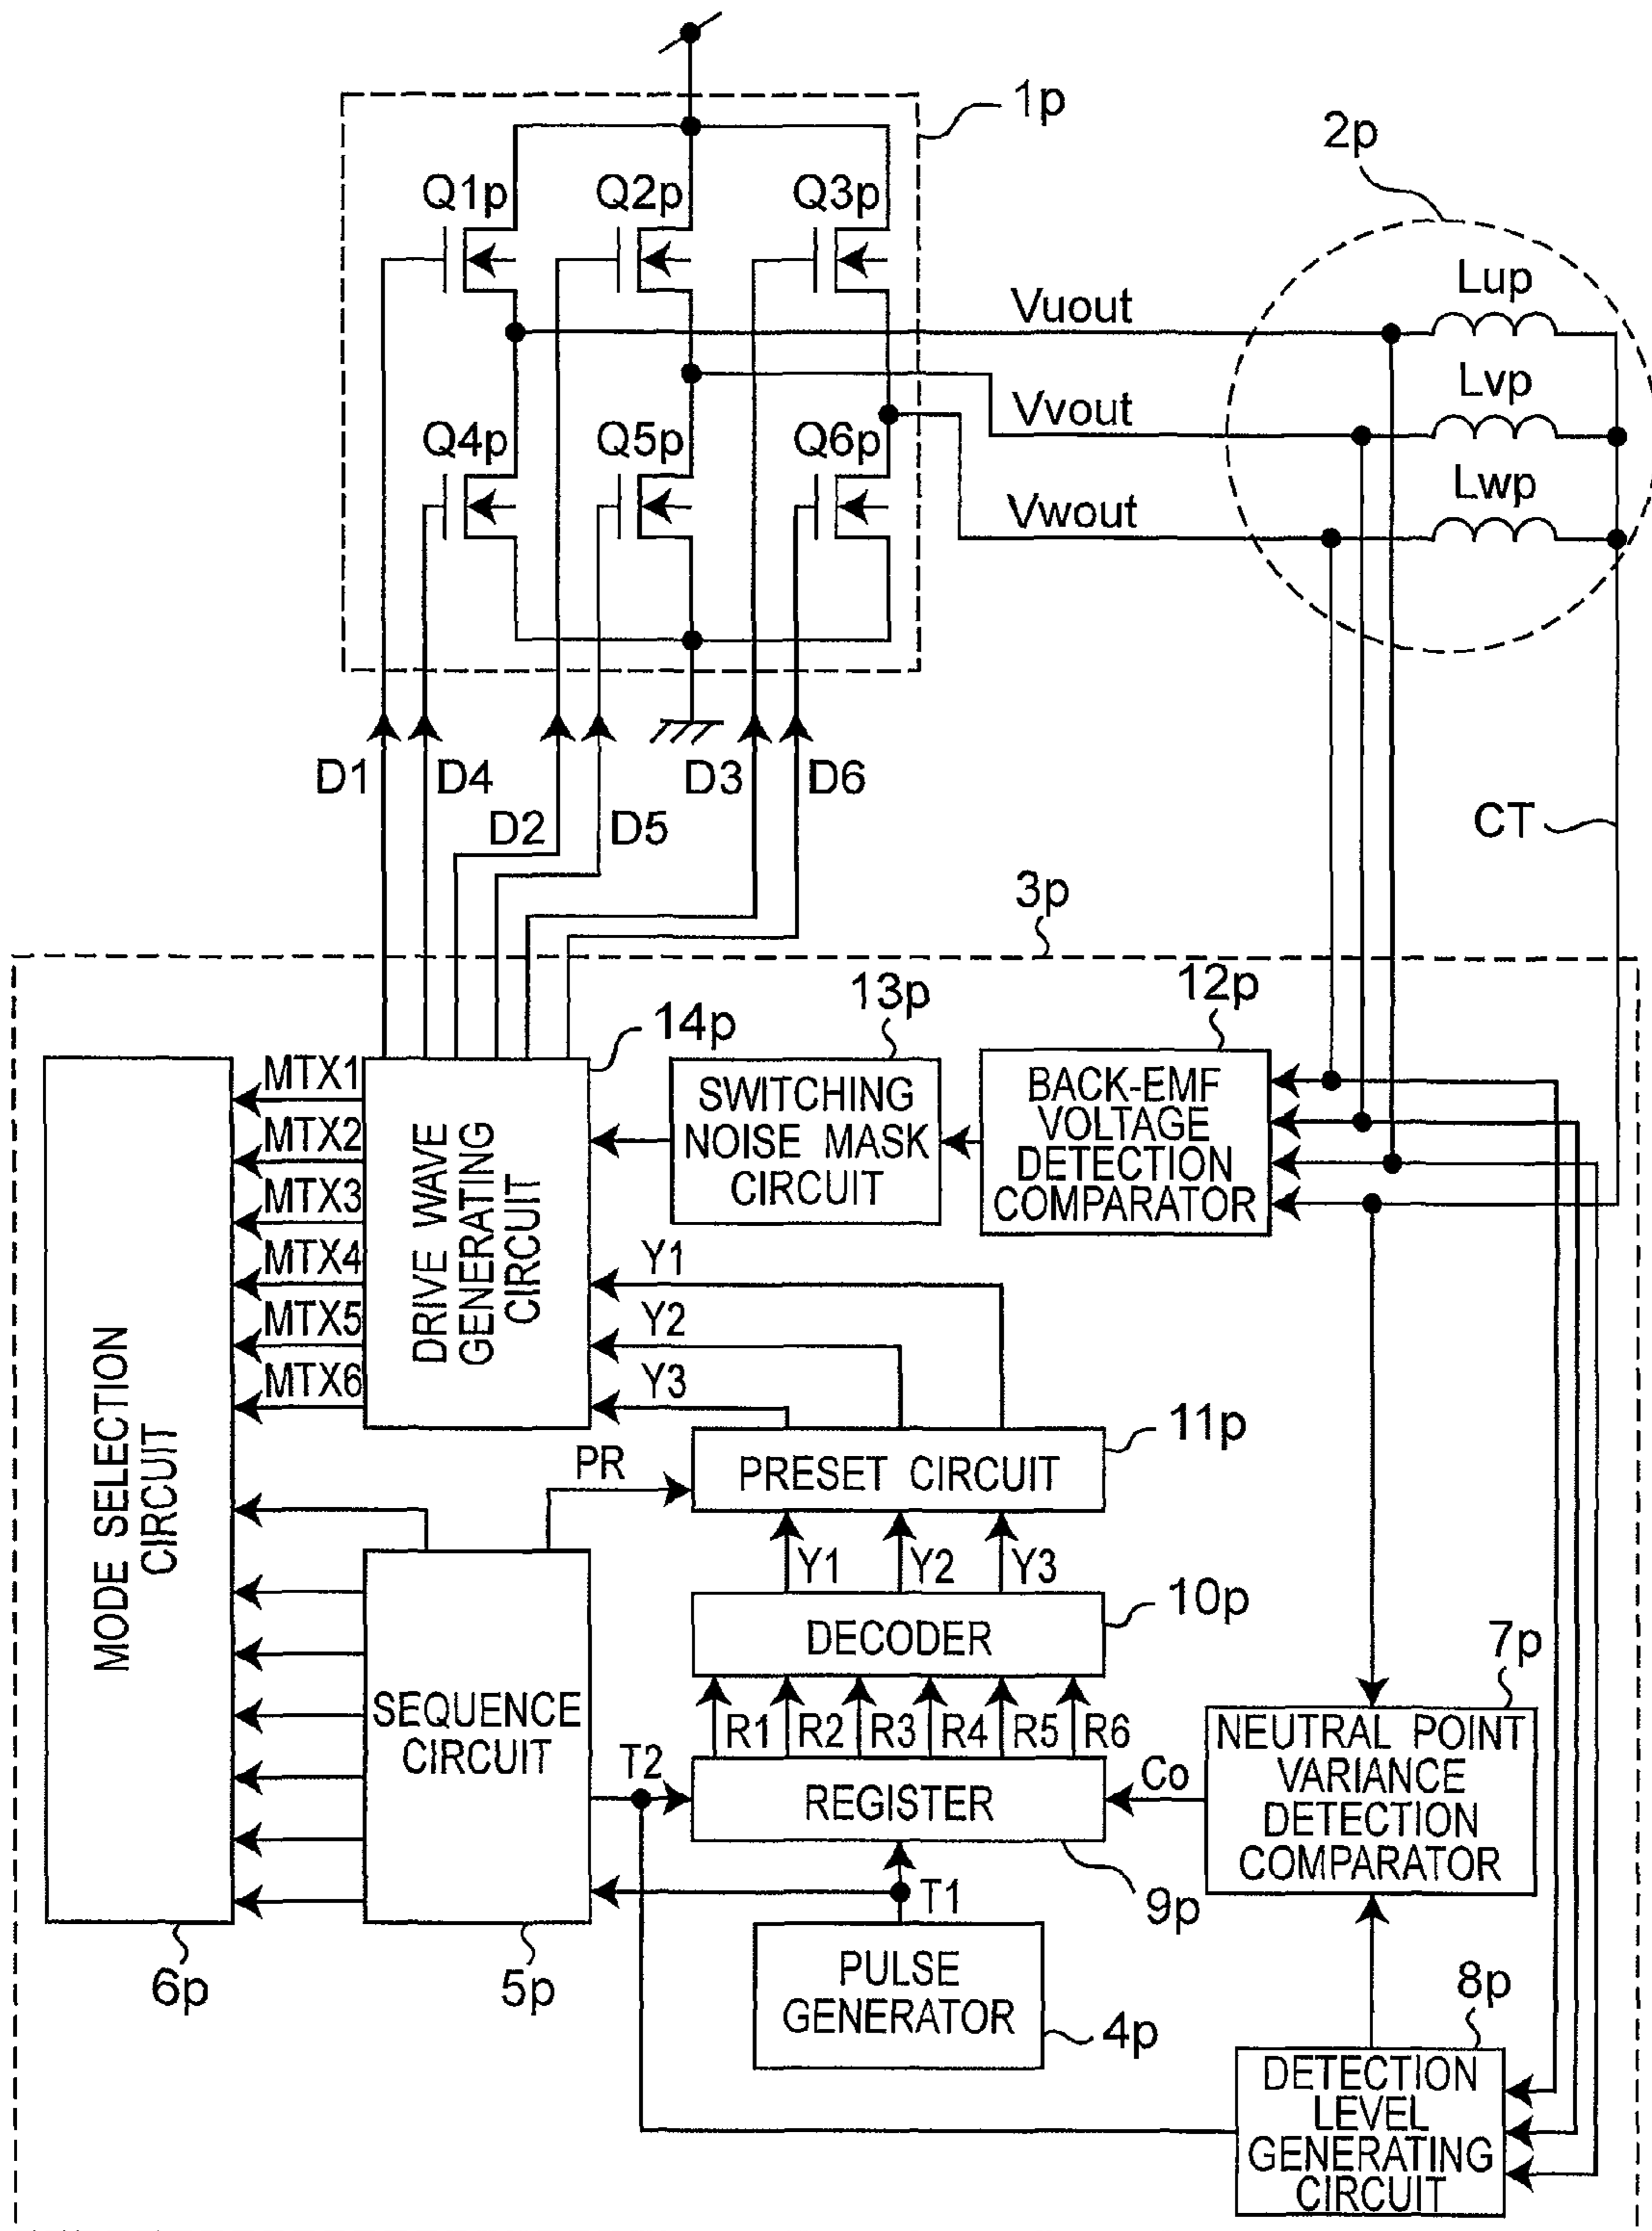 1p
2p
Q1p
Q2p
Q3p
Lup
Vuout
Lvp
Vvout
Q4p
Q5p
Q6p
Lwp
Vwout
D1
D4
D3
D6
D2
D5
CT
3p
12p
13p
14p
MTX1
MTX2
MTX3
MTX4
MTX5
MTX6
DRIVE WAVE
GENERATING
CIRCUIT
SWITCHING
NOISE MASK
CIRCUIT
BACK-EMF
VOLTAGE
DETECTION
COMPARATOR
Y1
Y2
Y3
MODE SELECTION
CIRCUIT
11p
PR
PRESET CIRCUIT
Y1
Y2
Y3
10p
DECODER
7p
SEQUENCE
CIRCUIT
R1
R2
R3
R4
R5
R6
NEUTRAL POINT
VARIANCE
DETECTION
COMPARATOR
T2
Co
REGISTER
T1
9p
6p
5p
PULSE
GENERATOR
4p
8p
DETECTION
LEVEL
GENERATING
CIRCUIT